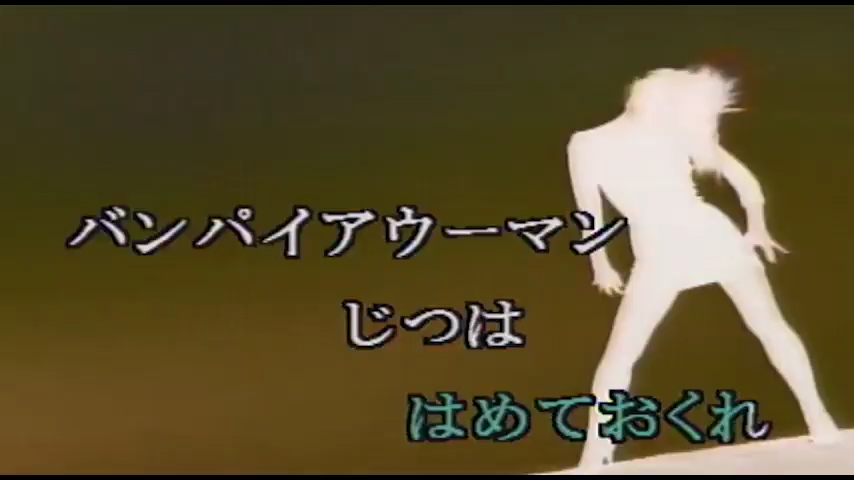 バンパイアウーマン
じつは
はめておくれ